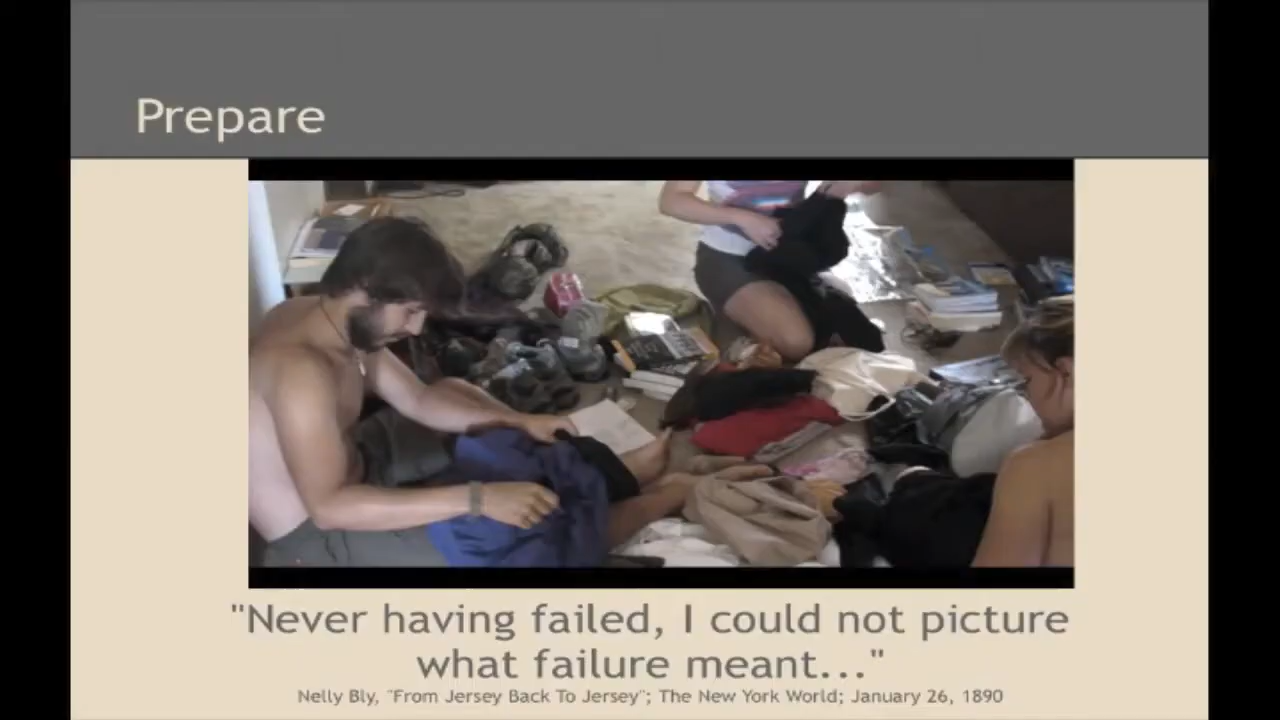 Prepare
"Never having failed, I could not picture
what failure meant..."
Nelly Bly, "From Jersey Back To Jersey"; The New York World; January 26, 1890